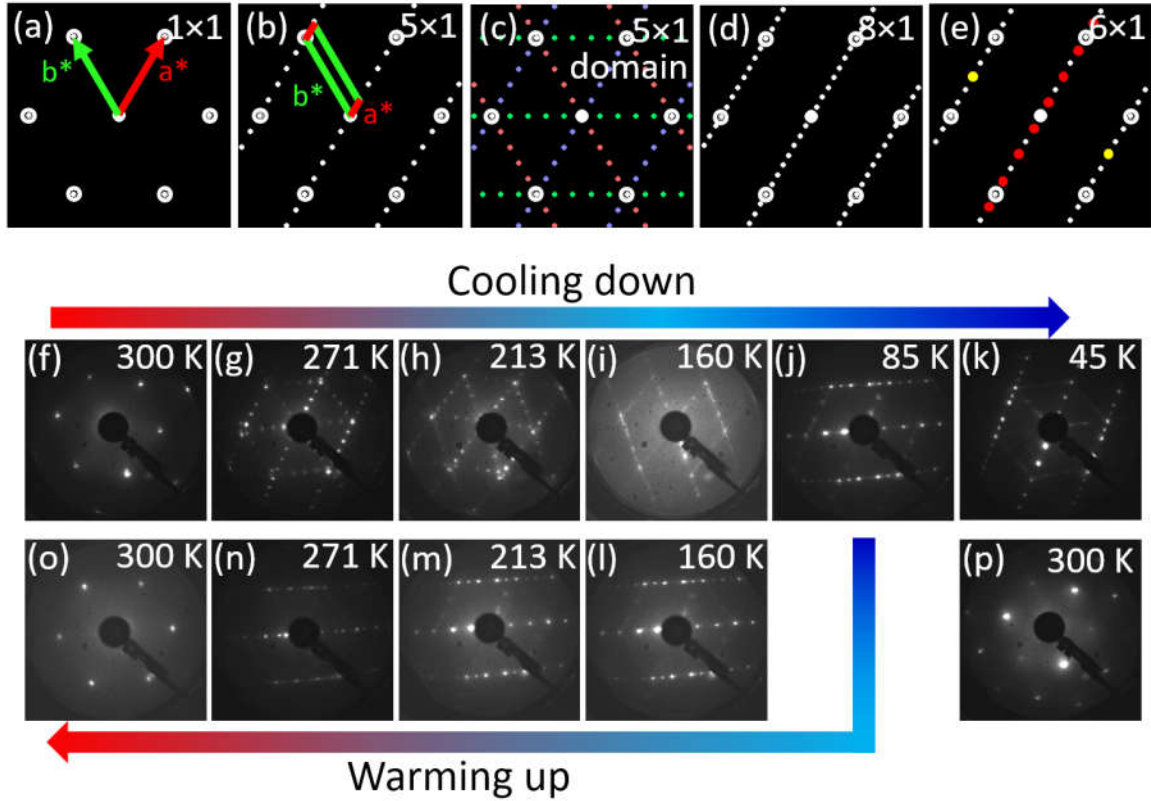 (a) 1×1
b* a*
(b) 5×1
b* a*
(c) 5×1
domain
(d) 8×1
(e) 6×1
Cooling down
(f) 300 K
(g) 271 K
(h) 213 K
(i) 160 K
(j) 85 K
(k) 45 K
(o) 300 K
(n) 271 K
(m) 213 K
(l) 160 K
(p) 300 K
Warming up